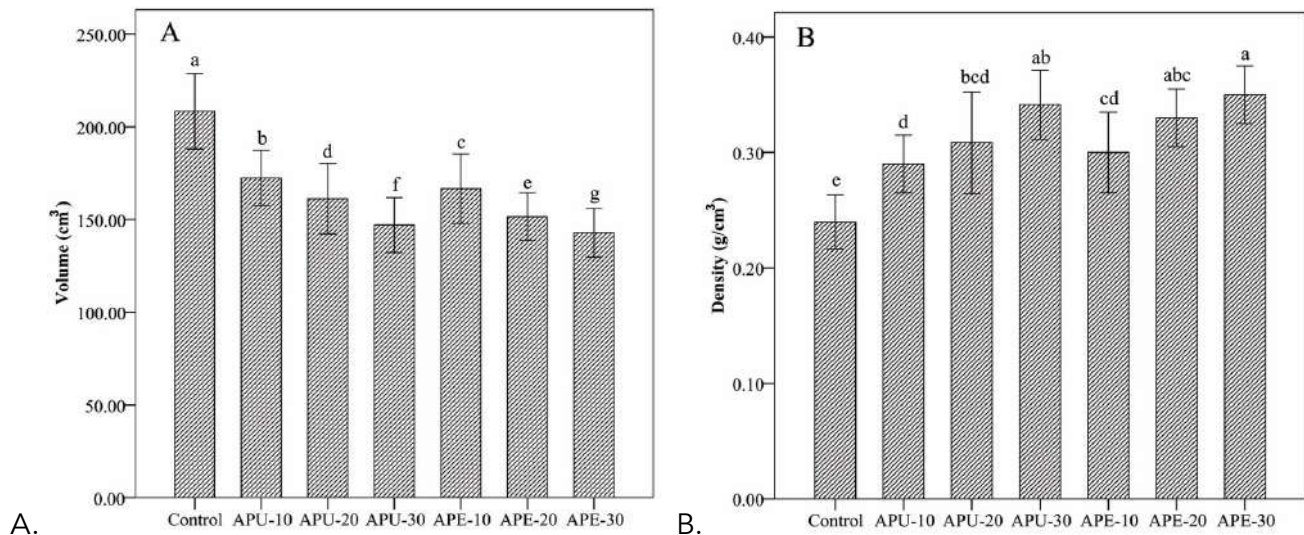 A
Volume (cm³)
250.00
200.00
150.00
100.00
50.00
0.00
a
b
d
f
c
e
g
Control APU-10 APU-20 APU-30 APE-10 APE-20 APE-30
A.
B
Density (g/cm³)
0.40
0.30
0.20
0.10
0.00
e
d
bcd
ab
cd
abc
a
Control APU-10 APU-20 APU-30 APE-10 APE-20 APE-30
B.